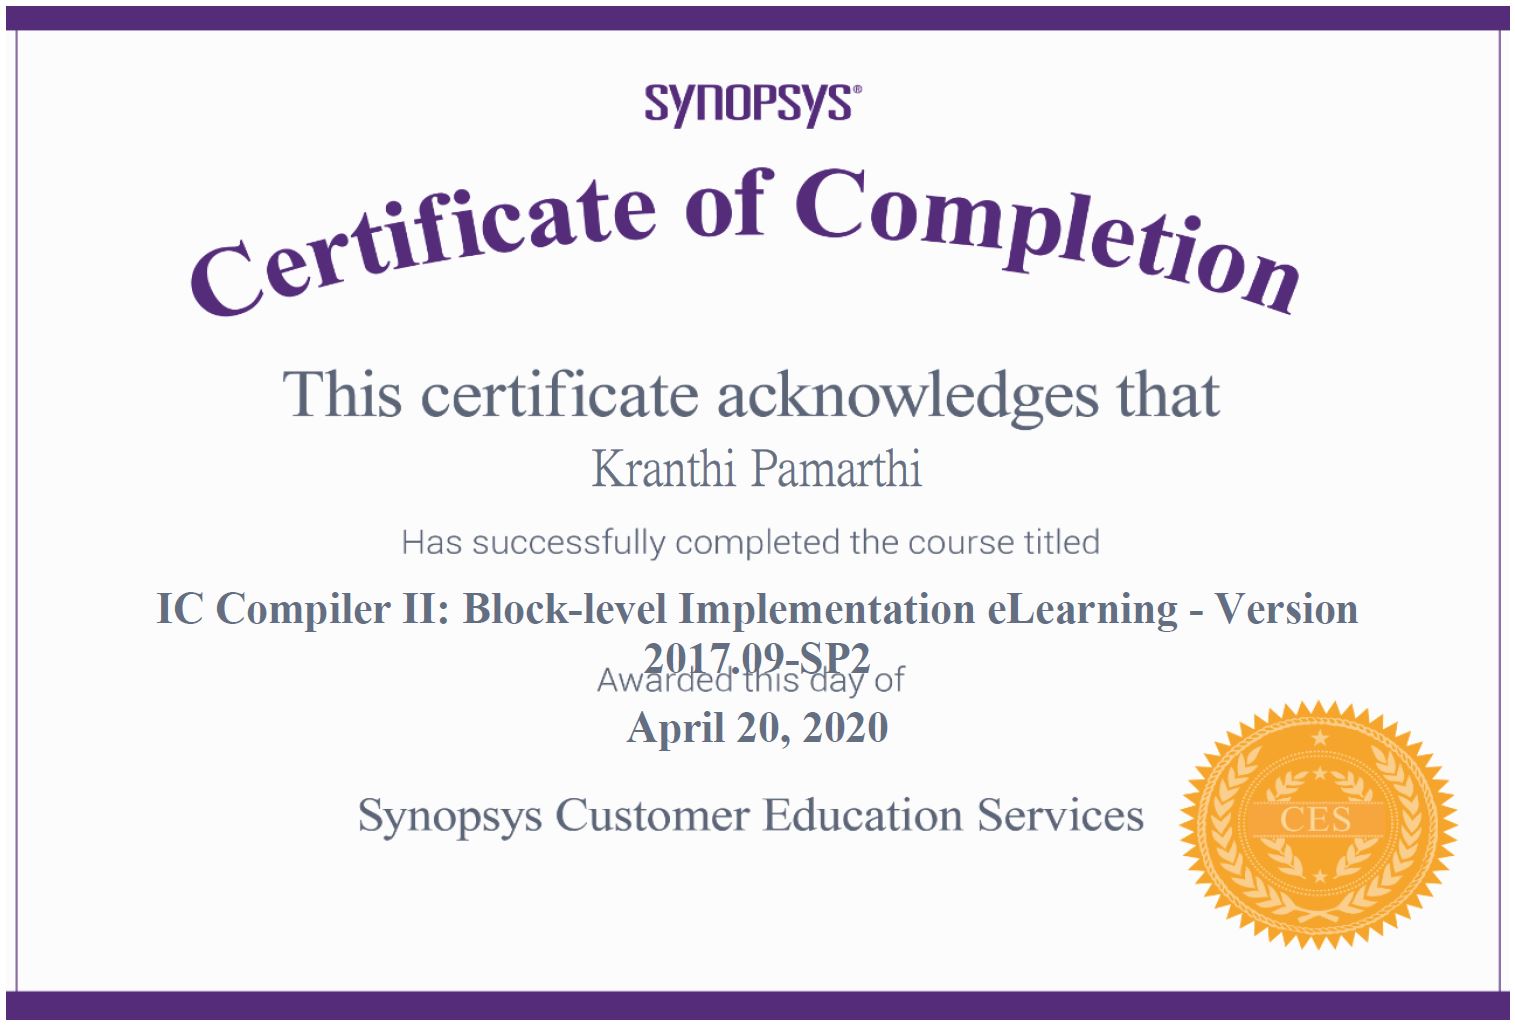 SYNOPSYS®
Certificate of Completion
This certificate acknowledges that
Kranthi Pamarthi
Has successfully completed the course titled
IC Compiler II: Block-level Implementation eLearning - Version
2017.09-SP2
Awarded this day of
April 20, 2020
Synopsys Customer Education Services
CES